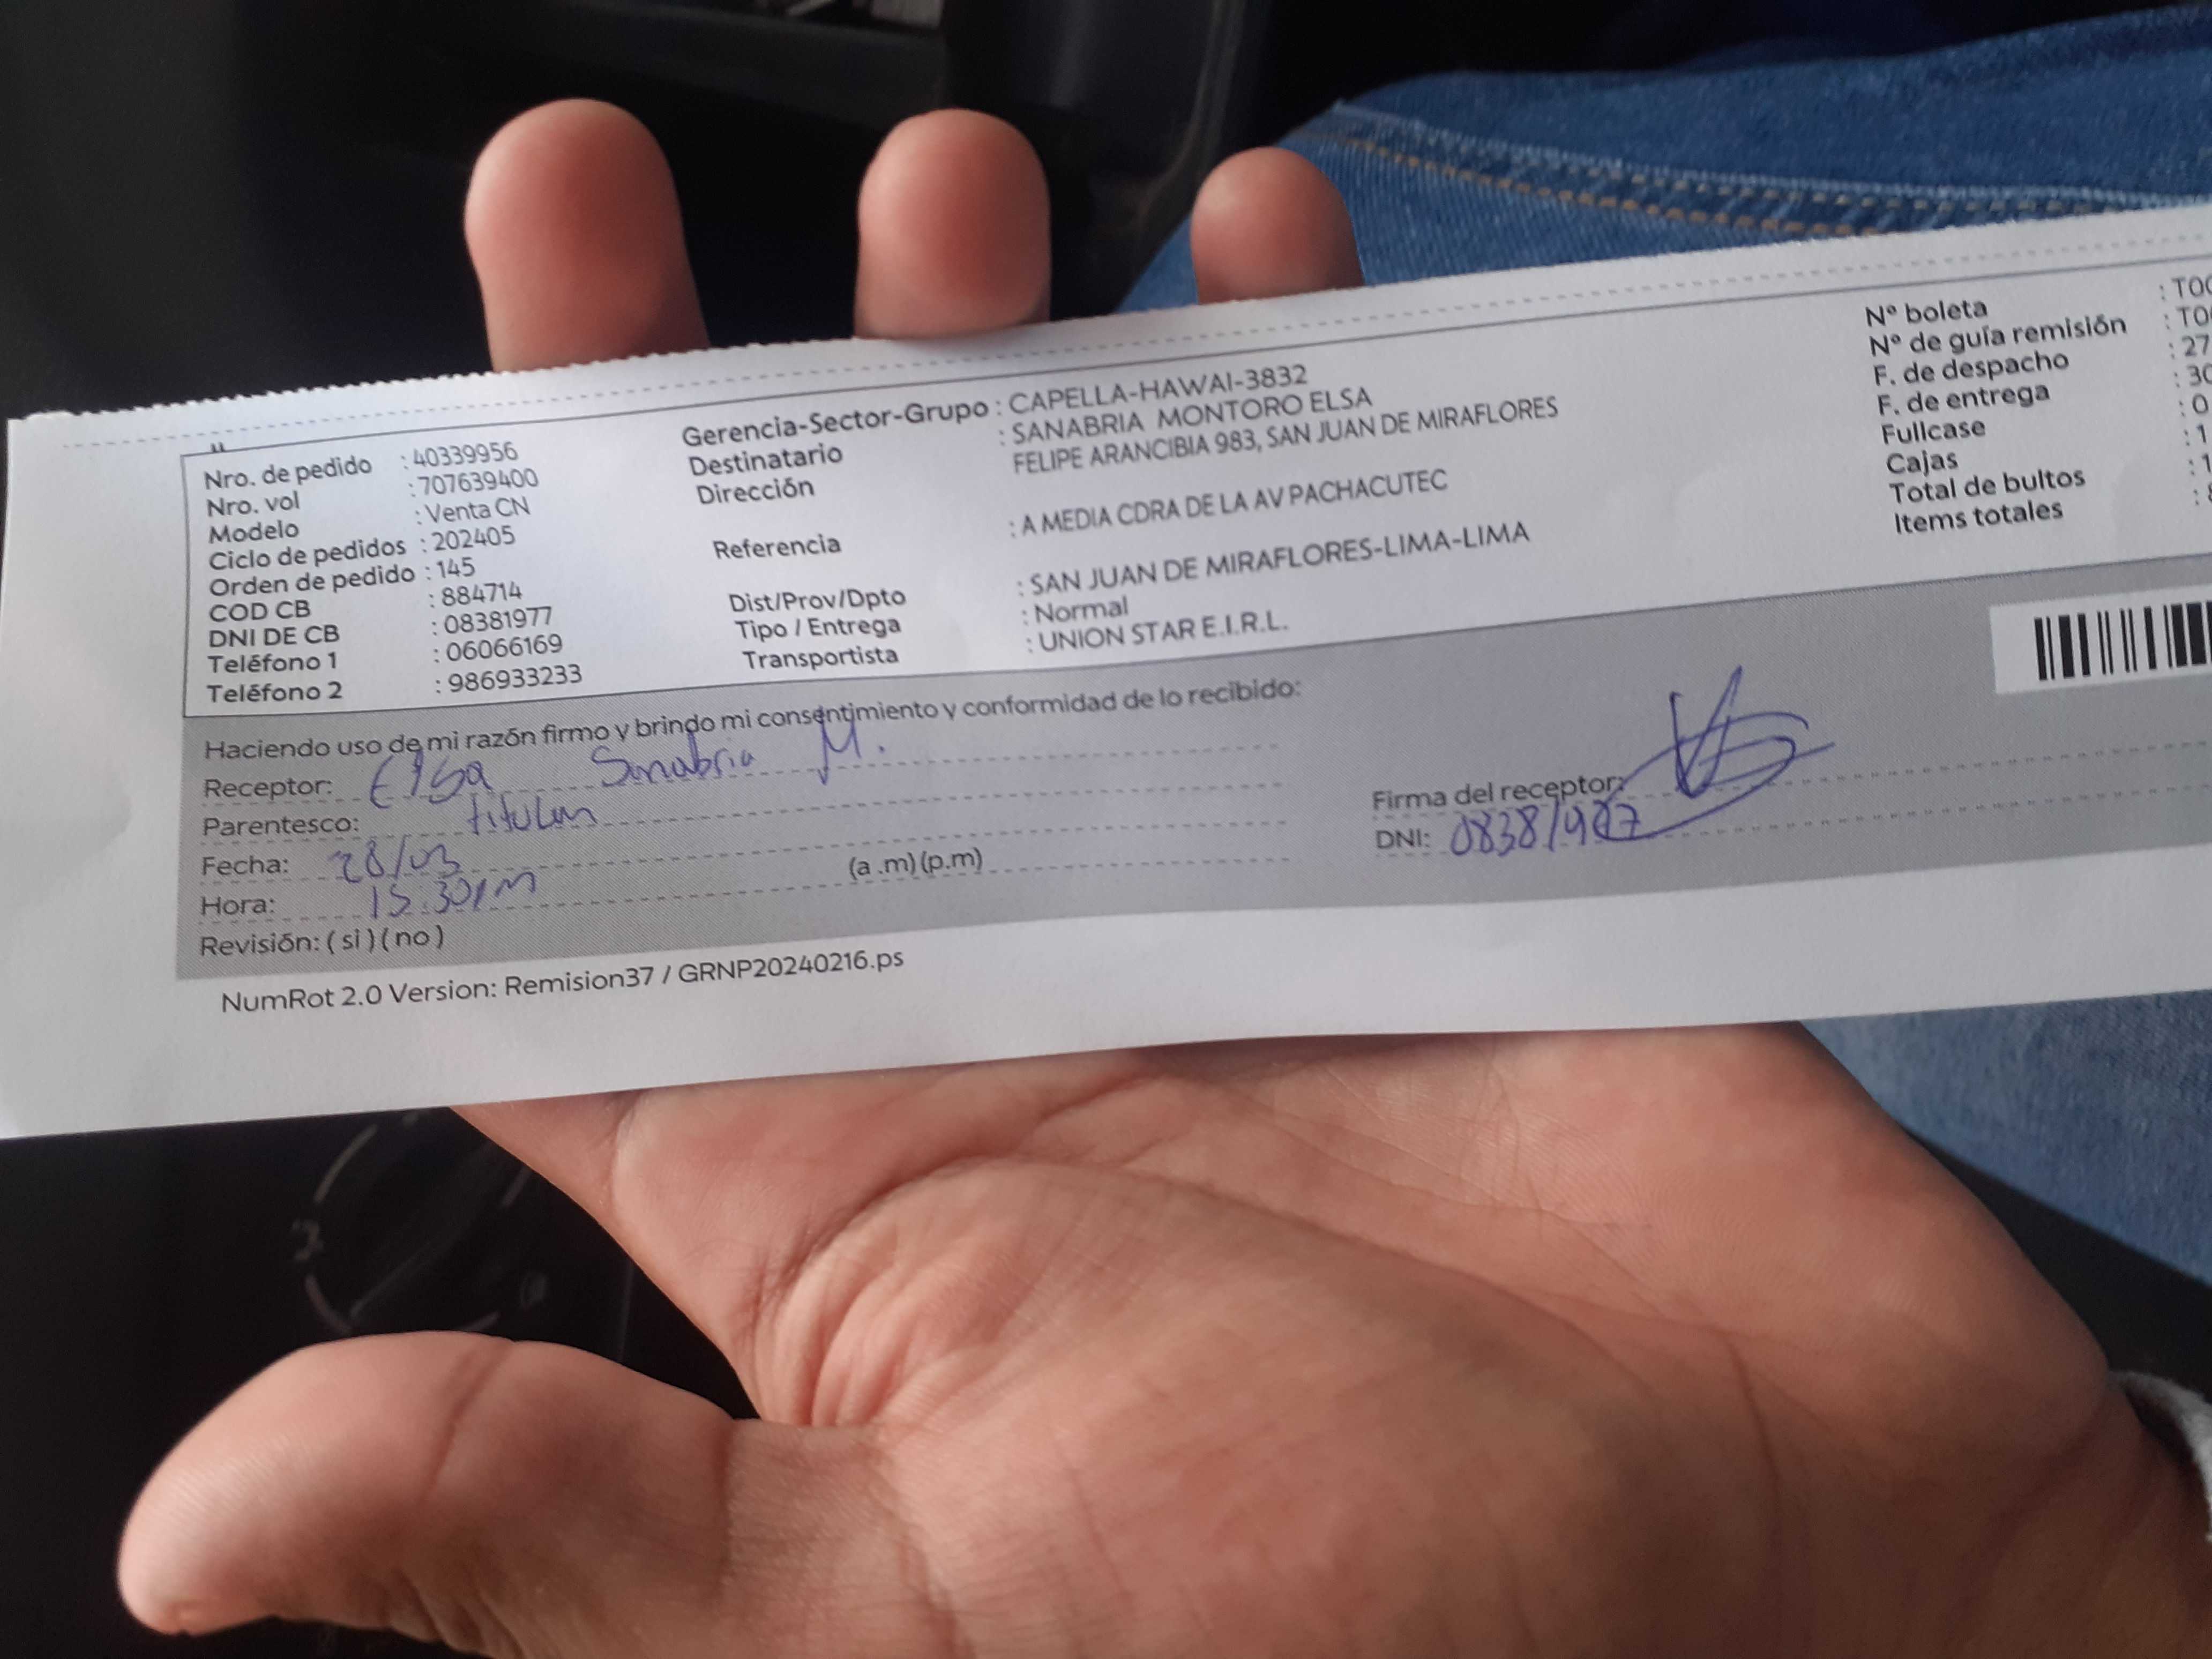 Nro. de pedido : 40339956
Nro. vol : 707639400
Modelo : Venta CN
Ciclo de pedidos : 202405
Orden de pedido : 145
COD CB : 884714
DNI DE CB : 08381977
Teléfono 1 : 06066169
Teléfono 2 : 986933233
Gerencia-Sector-Grupo : CAPELLA-HAWAI-3832
Destinatario : SANABRIA MONTORO ELSA
Dirección FELIPE ARANCIBIA 983, SAN JUAN DE MIRAFLORES
Referencia : A MEDIA CDRA DE LA AV PACHACUTEC
Dist/Prov/Dpto : SAN JUAN DE MIRAFLORES-LIMA-LIMA
Tipo / Entrega : Normal
Transportista : UNION STAR E.I.R.L.
N° boleta
N° de guía remisión
F. de despacho : 27
F. de entrega : 30
Fullcase : 0
Cajas : 1
Total de bultos : 1
Items totales :
Haciendo uso de mi razón firmo y brindo mi consentimiento y conformidad de lo recibido:
Receptor: Elsa Sanabria M.
Parentesco: titular
Fecha: 28/03
Hora: 15:30pm (a .m) (p.m)
Revisión: ( si ) ( no )
Firma del receptor:
DNI: 08381977
NumRot 2.0 Version: Remision37 / GRNP20240216.ps